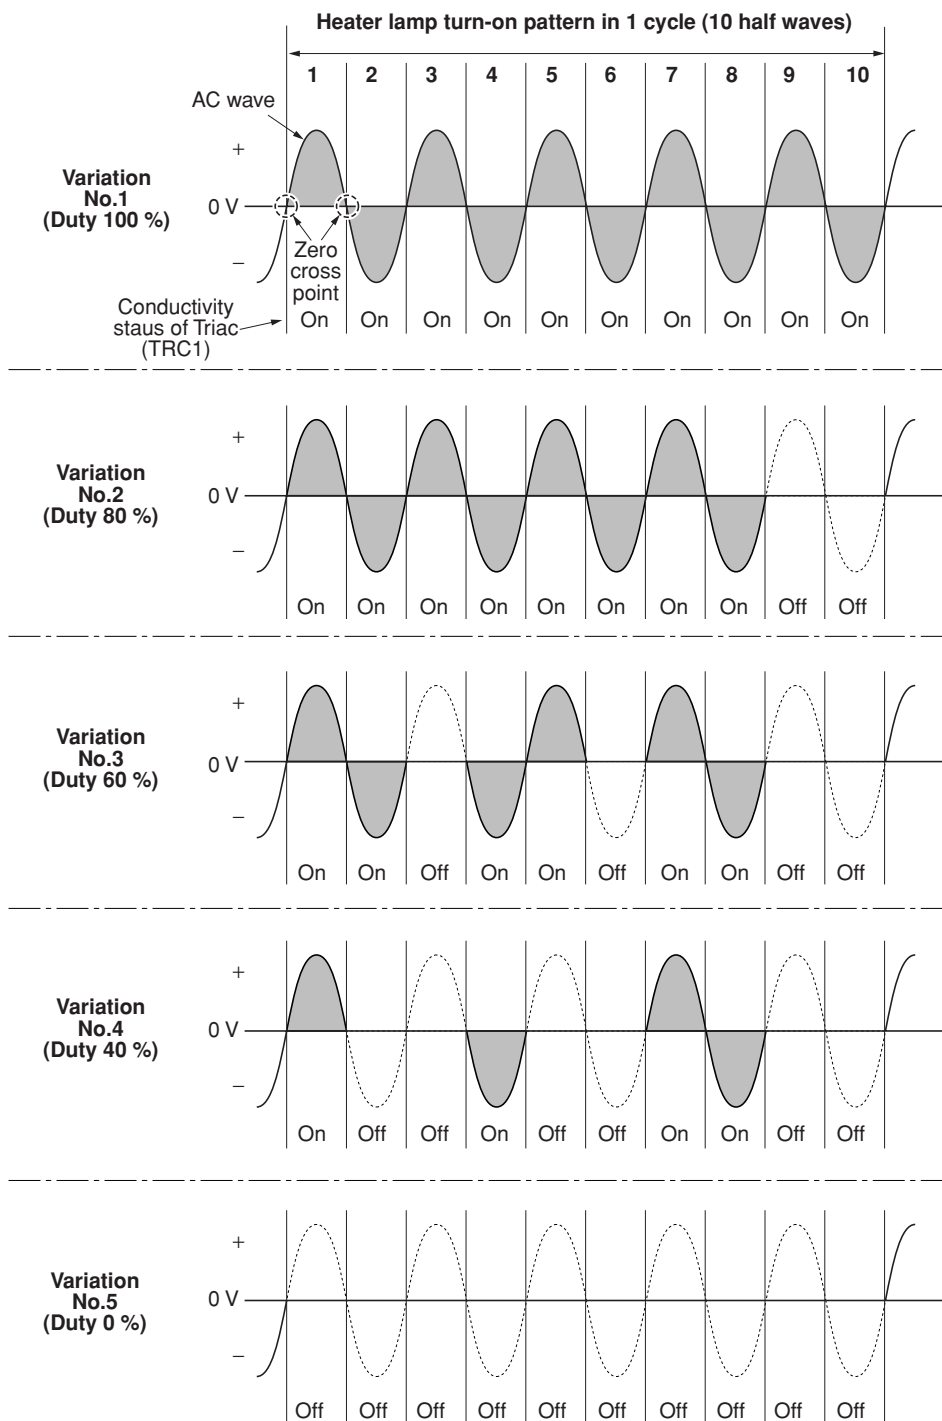 Heater lamp turn-on pattern in 1 cycle (10 half waves)
1 2 3 4 5 6 7 8 9 10
AC wave
+
Variation
No.1
(Duty 100 %)
0 V
−
Zero
cross
point
Conductivity
staus of Triac
(TRC1)
On On On On On On On On On On
+
Variation
No.2
(Duty 80 %)
0 V
−
On On On On On On On On Off Off
+
Variation
No.3
(Duty 60 %)
0 V
−
On On Off On On Off On On Off Off
+
Variation
No.4
(Duty 40 %)
0 V
−
On Off Off On Off Off On On Off Off
+
Variation
No.5
(Duty 0 %)
0 V
−
Off Off Off Off Off Off Off Off Off Off